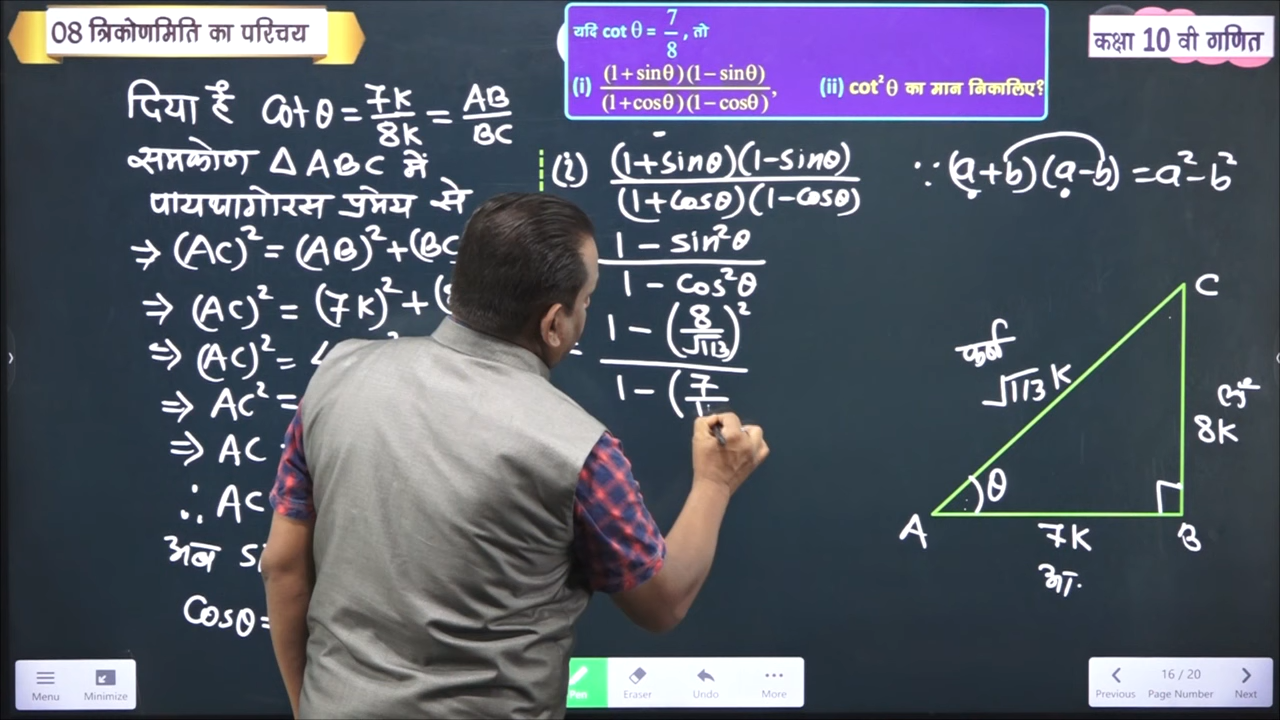 08 त्रिकोणमिति का परिचय
यदि cot θ = 7/8, तो
(i) (1+sinθ)(1−sinθ)/(1+cosθ)(1−cosθ), (ii) cot² θ का मान निकालिए?
कक्षा 10 वी गणित
दिया हैं Cot θ = 7K/8K = AB/BC
समकोण △ ABC में
पायथागोरस प्रमेय से
⇒ (AC)² = (AB)² + (BC
⇒ (AC)² = (7K)² + (
⇒ (AC)² =
⇒ AC² =
⇒ AC
∴ AC
अब
Cosθ=
(i) (1+sinθ)(1-sinθ)/(1+cosθ)(1-cosθ)
1 - sin²θ/1 - cos²θ
= 1 - (8/√113)²/1 - (7/
∵ (a+b)(a-b) = a²-b²
C
कर्ण
√113 K
8K
θ
A
7K
B
आ.
Menu
Minimize
Pen
Eraser
Undo
More
Previous
16 / 20
Page Number
Next